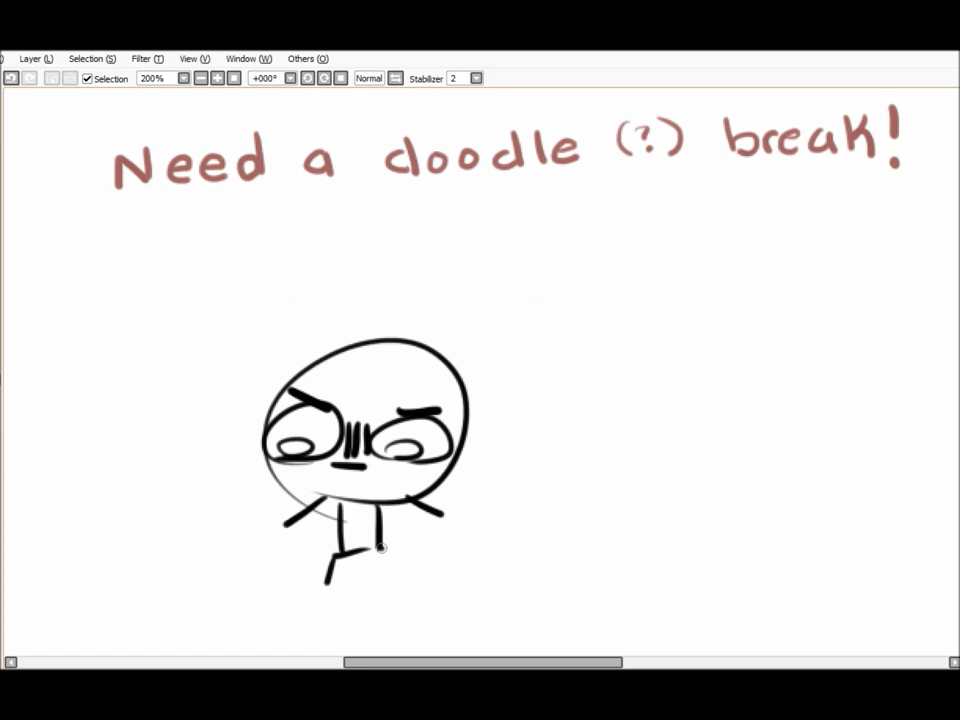 ) Layer (L) Selection (S) Filter (T) View (V) Window (W) Others (O)
Selection 200% +000° Normal Stabilizer 2
Need a doodle (?) break!